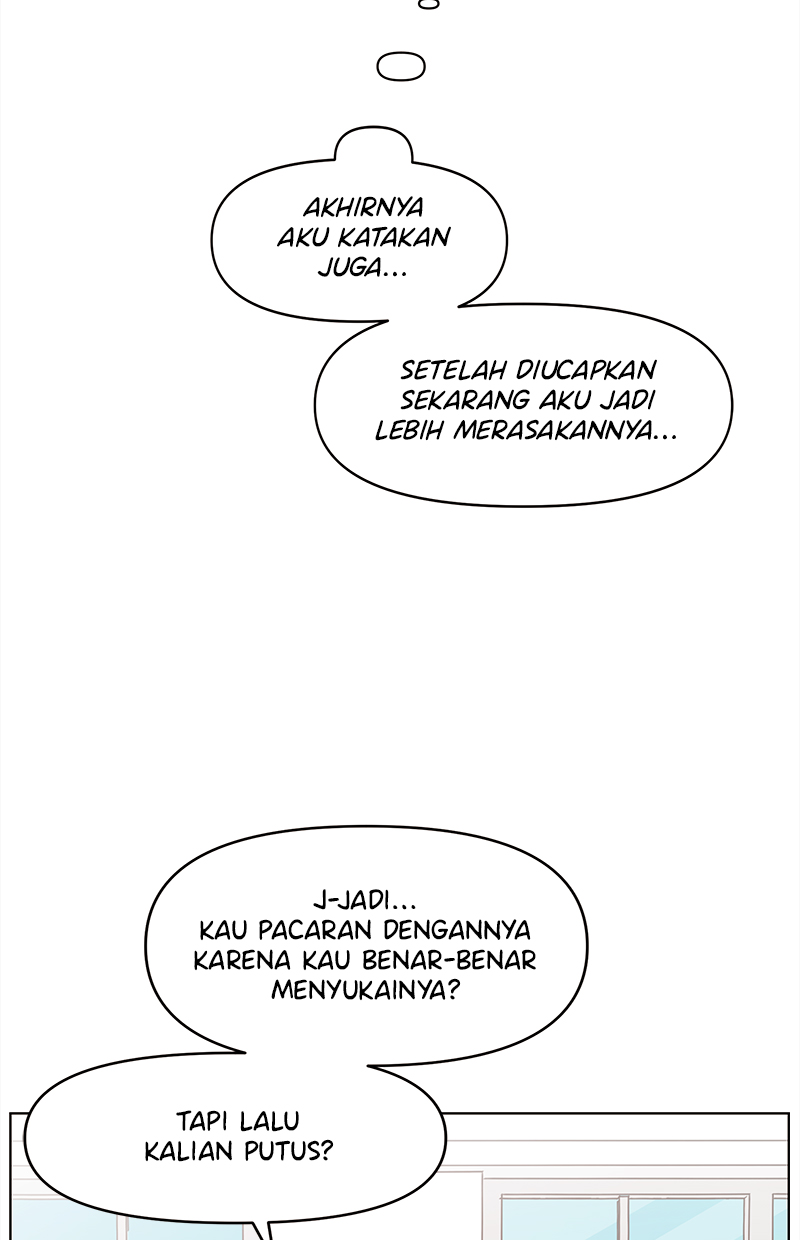 AKHIRNYA
AKU KATAKAN
JUGA...
SETELAH DIUCAPKAN
SEKARANG AKU JADI
LEBIH MERASAKANNYA...
J-JADI...
KAU PACARAN DENGANNYA
KARENA KAU BENAR-BENAR
MENYUKAINYA?
TAPI LALU
KALIAN PUTUS?